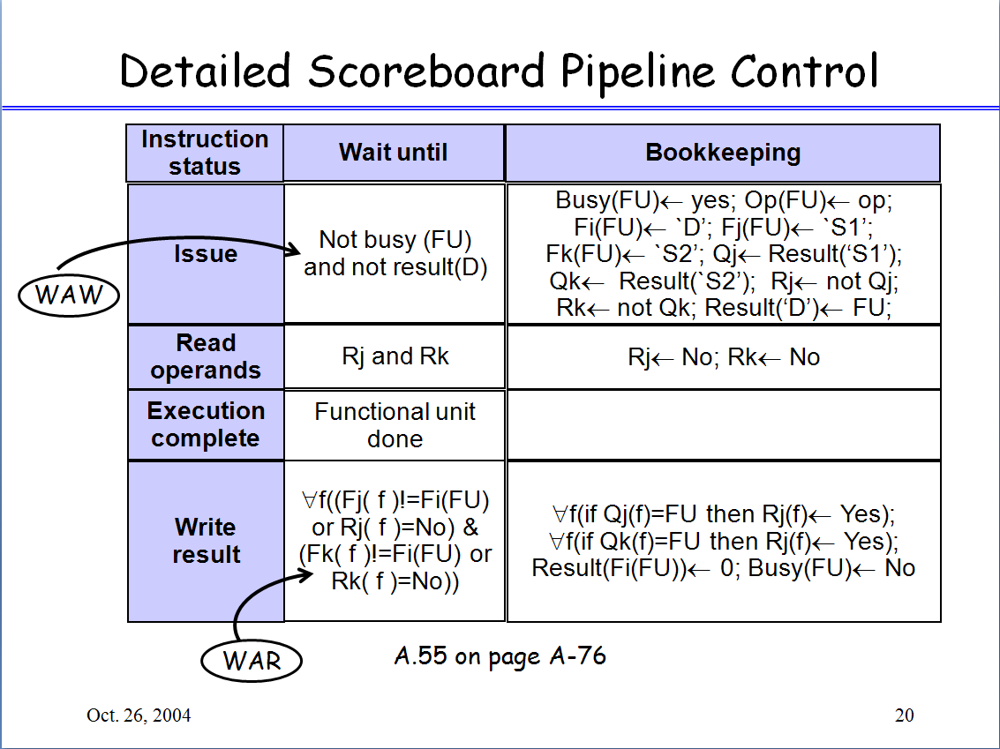 Detailed Scoreboard Pipeline Control
Instruction
status
Wait until
Bookkeeping
Issue
Not busy (FU)
and not result(D)
Busy(FU)← yes; Op(FU)← op;
Fi(FU)← `D’; Fj(FU)← `S1’;
Fk(FU)← `S2’; Qj← Result(‘S1’);
Qk← Result(`S2’); Rj← not Qj;
Rk← not Qk; Result(‘D’)← FU;
WAW
Read
operands
Rj and Rk
Rj← No; Rk← No
Execution
complete
Functional unit
done
Write
result
∀f((Fj( f )!=Fi(FU)
or Rj( f )=No) &
(Fk( f )!=Fi(FU) or
Rk( f )=No))
∀f(if Qj(f)=FU then Rj(f)← Yes);
∀f(if Qk(f)=FU then Rj(f)← Yes);
Result(Fi(FU))← 0; Busy(FU)← No
WAR
A.55 on page A-76
Oct. 26, 2004
20